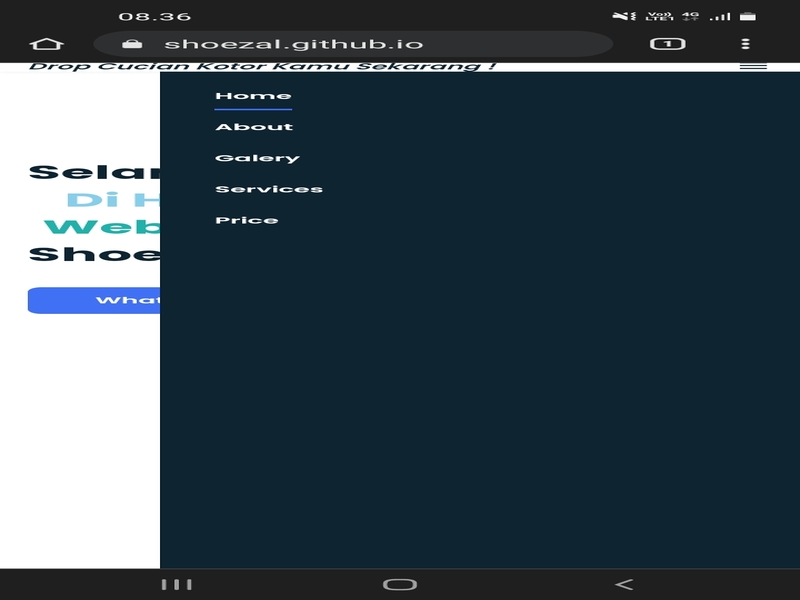 08.36
Vo)) 4G
LTE1
shoezal.github.io
1
Drop Cucian Kotor Kamu Sekarang !
Home
About
Galery
Services
Price
Selam
Di H
Web
Shoe
What